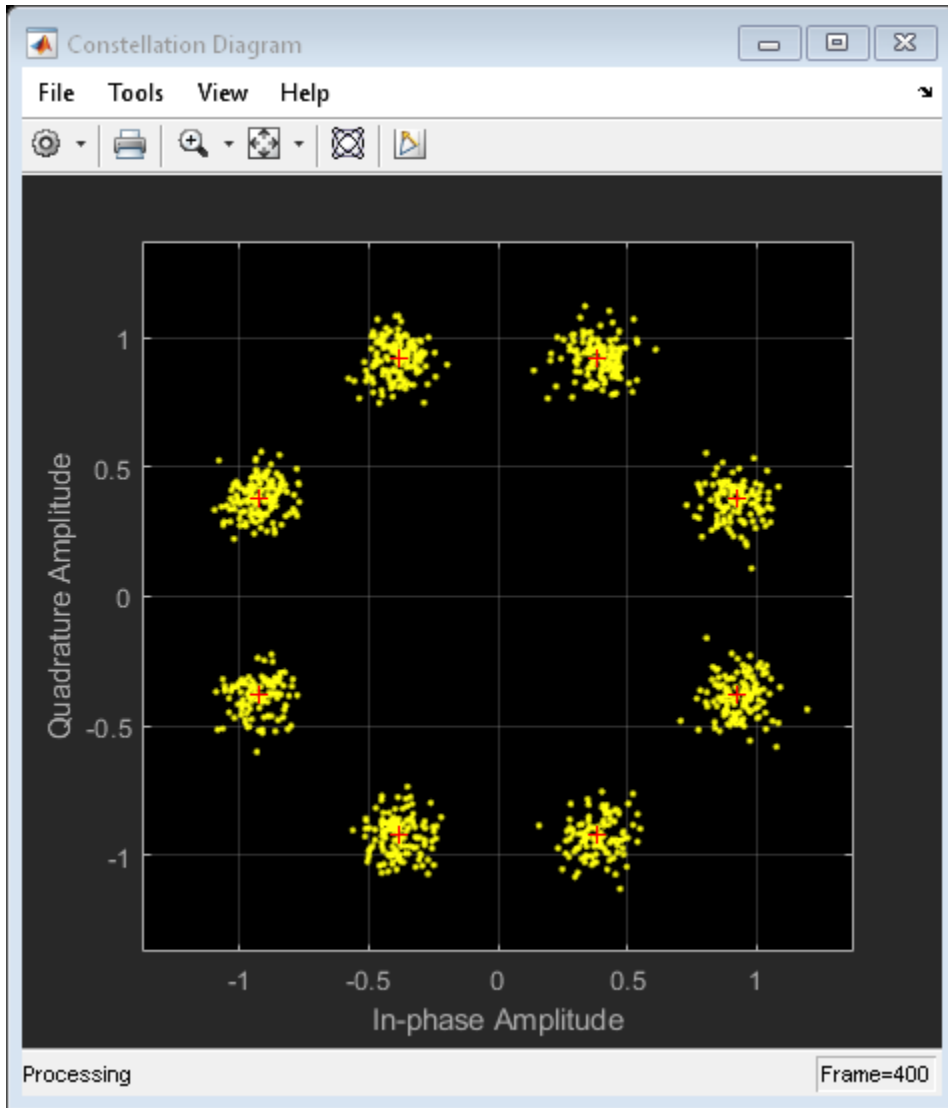 Constellation Diagram
File Tools View Help
1
0.5
0
-0.5
-1
Quadrature Amplitude
-1 -0.5 0 0.5 1
In-phase Amplitude
Processing Frame=400